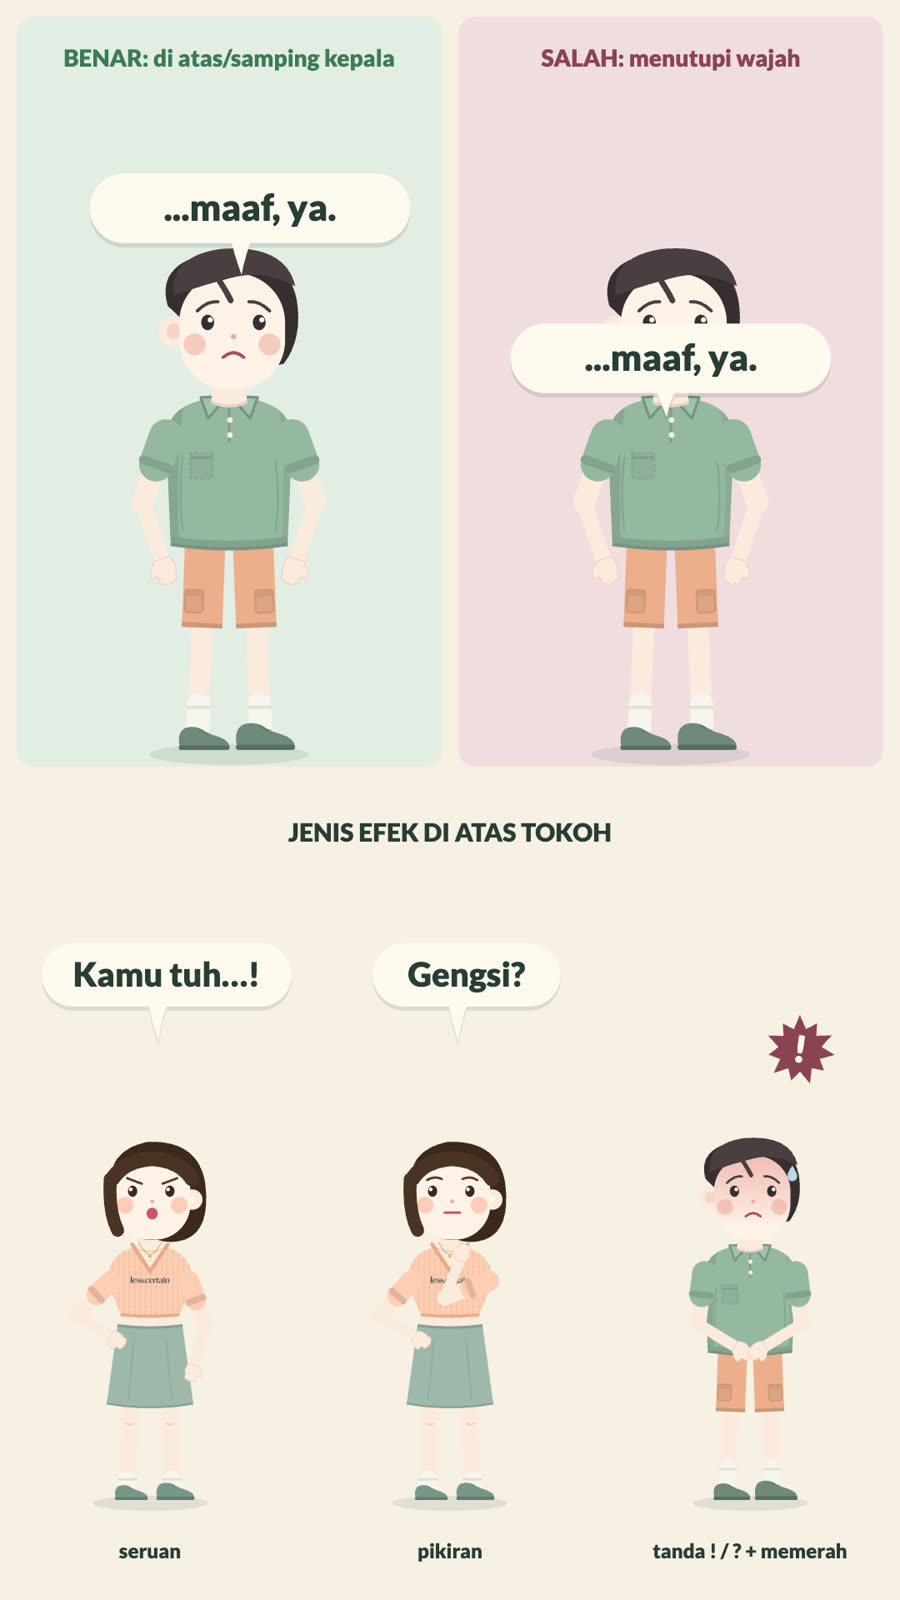 BENAR: di atas/samping kepala
SALAH: menutupi wajah
...maaf, ya.
...maaf, ya.
JENIS EFEK DI ATAS TOKOH
Kamu tuh...!
Gengsi?
!
less.certain
seruan
pikiran
tanda ! / ? + memerah